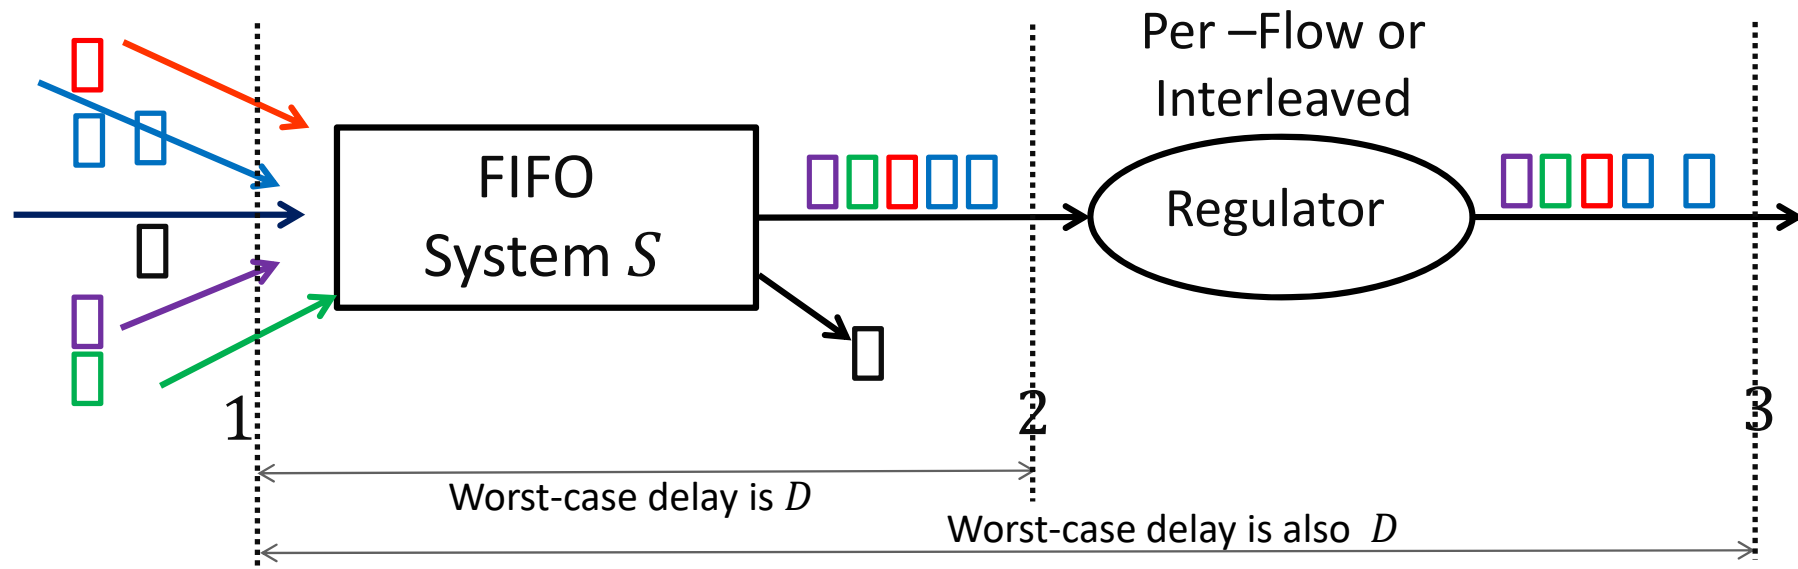 Per –Flow or
Interleaved
FIFO
System S
Regulator
1
2
3
Worst-case delay is D
Worst-case delay is also D